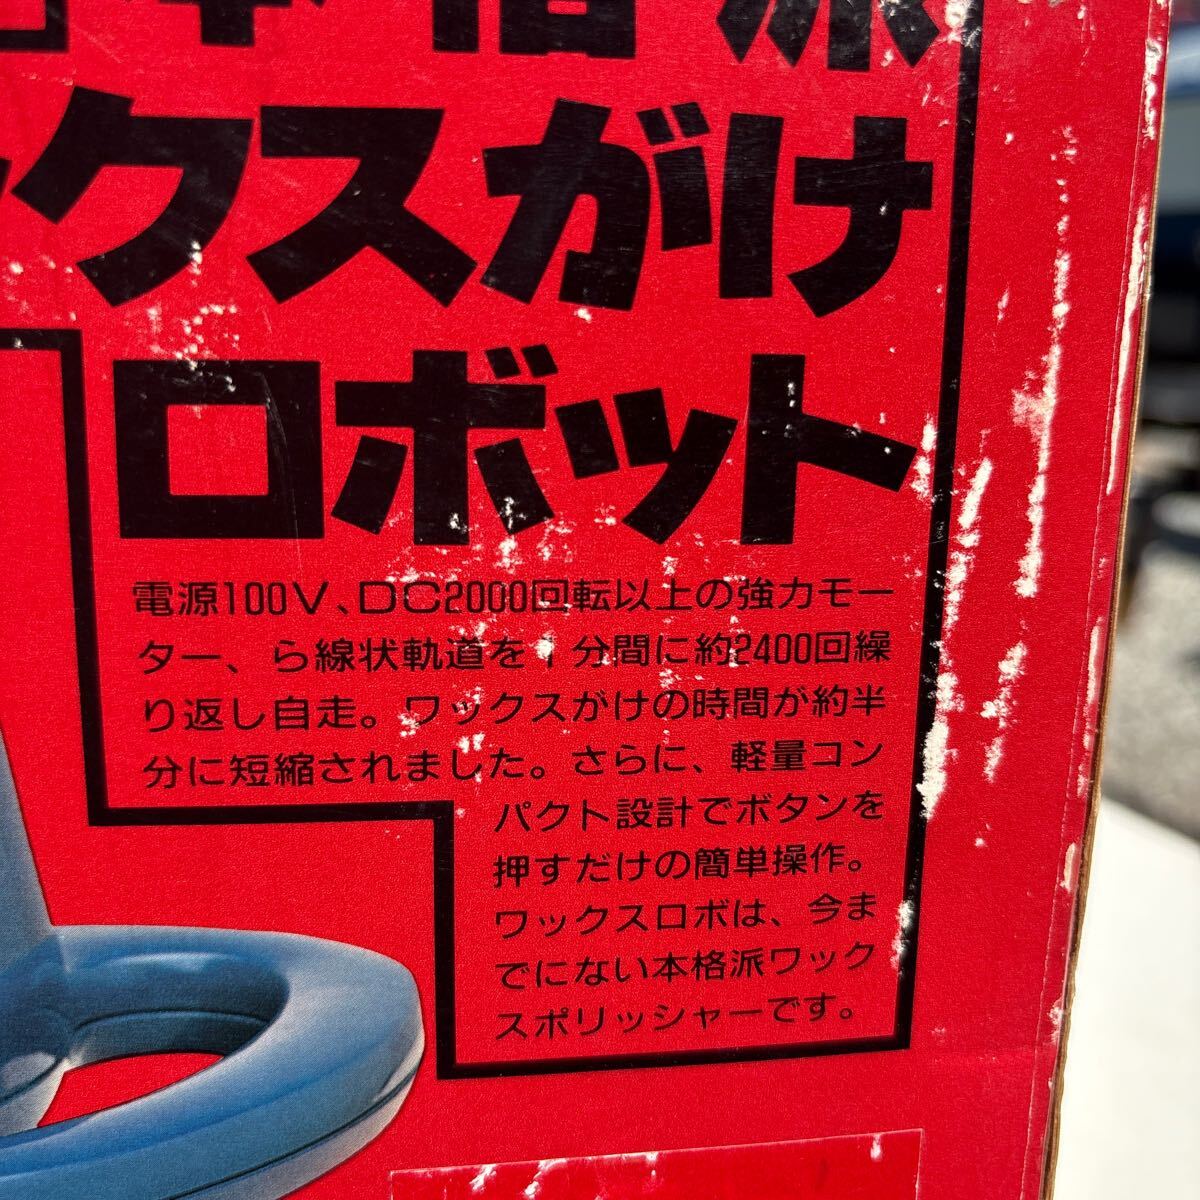 本格派
ックスがけ
ロボット
電源100V、DC2000回転以上の強力モー
ター、ら線状軌道を1分間に約2400回繰
り返し自走。ワックスがけの時間が約半
分に短縮されました。さらに、軽量コン
パクト設計でボタンを
押すだけの簡単操作。
ワックスロボは、今ま
でにない本格派ワック
スポリッシャーです。